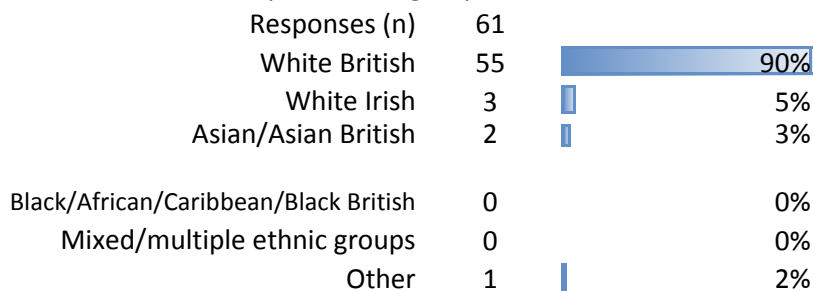 Responses (n) 61
White British 55 90%
White Irish 3 5%
Asian/Asian British 2 3%
Black/African/Caribbean/Black British 0 0%
Mixed/multiple ethnic groups 0 0%
Other 1 2%